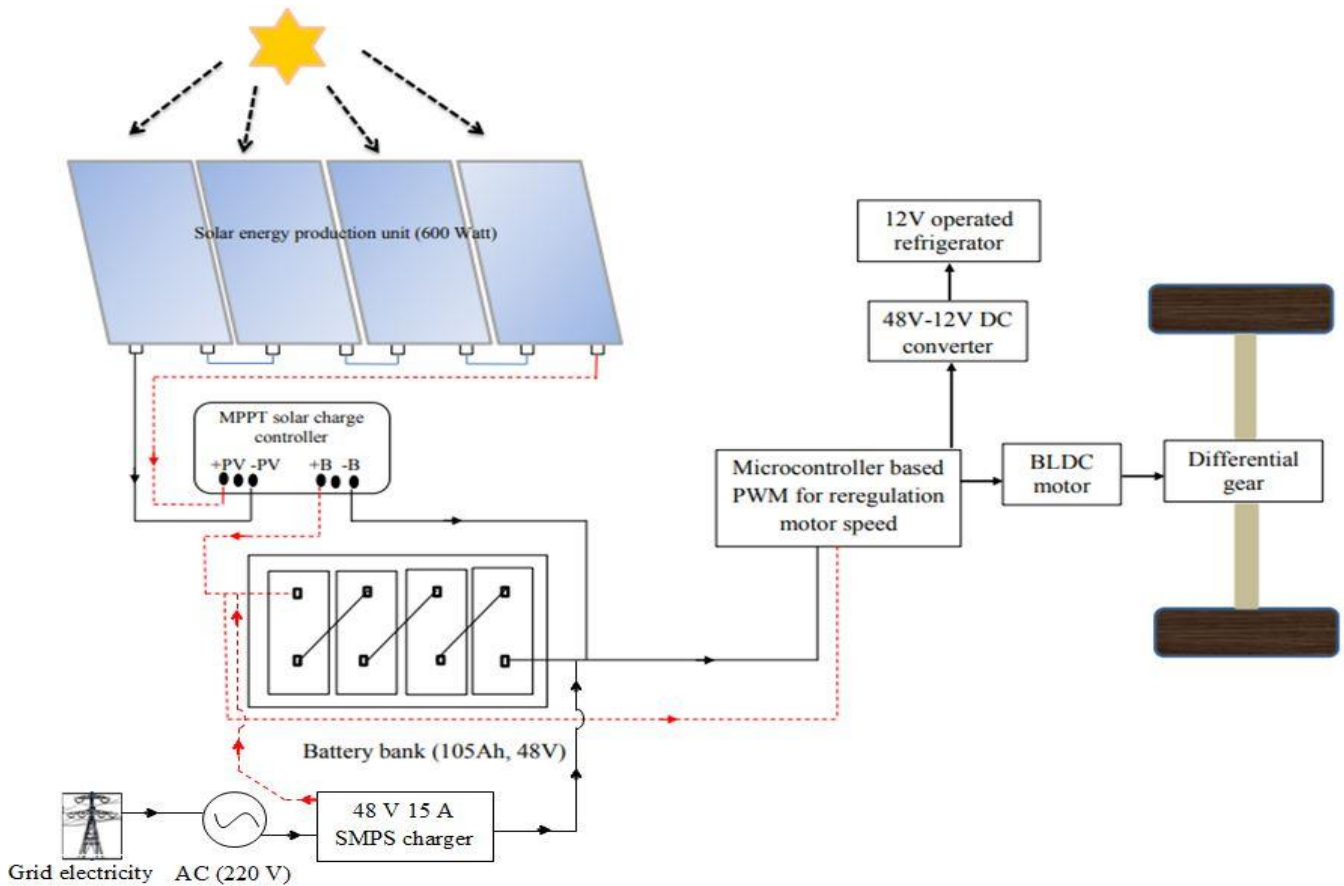 Solar energy production unit (600 Watt)
12V operated
refrigerator
48V-12V DC
converter
MPPT solar charge
controller
+PV -PV +B -B
Microcontroller based
PWM for reregulation
motor speed
BLDC
motor
Differential
gear
Battery bank (105Ah, 48V)
48 V 15 A
SMPS charger
Grid electricity
AC (220 V)